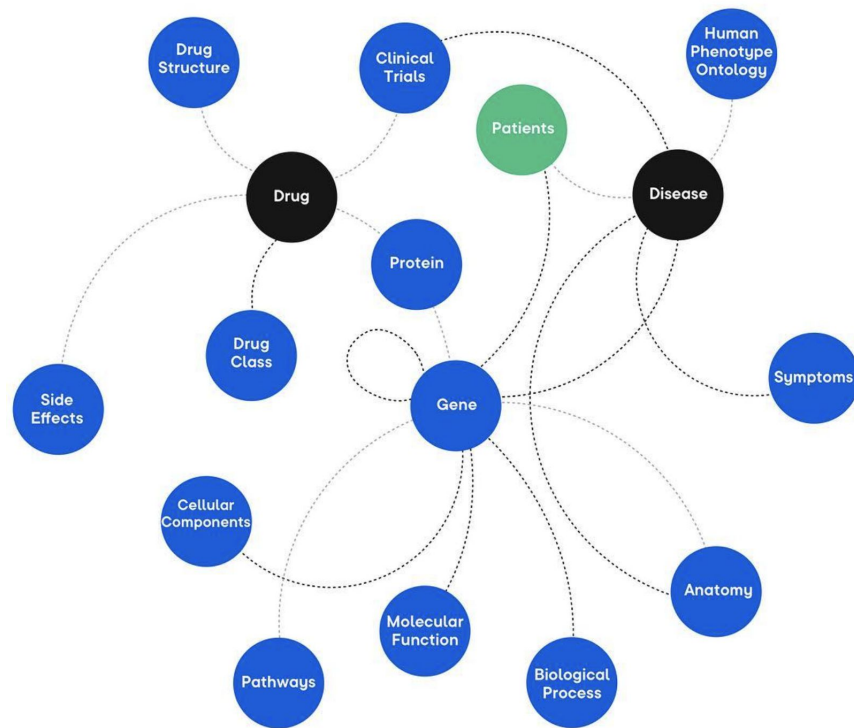 Drug
Structure
Clinical
Trials
Human
Phenotype
Ontology
Patients
Drug
Disease
Protein
Drug
Class
Side
Effects
Gene
Symptoms
Cellular
Components
Anatomy
Molecular
Function
Pathways
Biological
Process